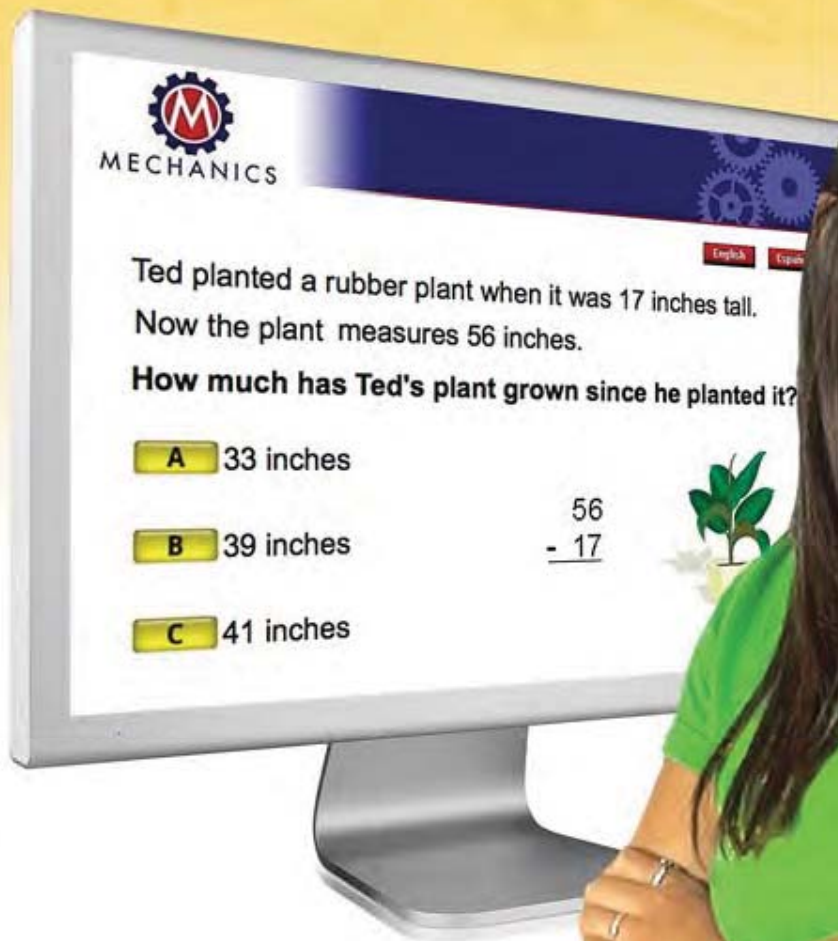 M
MECHANICS
English
Ted planted a rubber plant when it was 17 inches tall.
Now the plant measures 56 inches.
How much has Ted's plant grown since he planted it?
A 33 inches
B 39 inches
C 41 inches
56
- 17